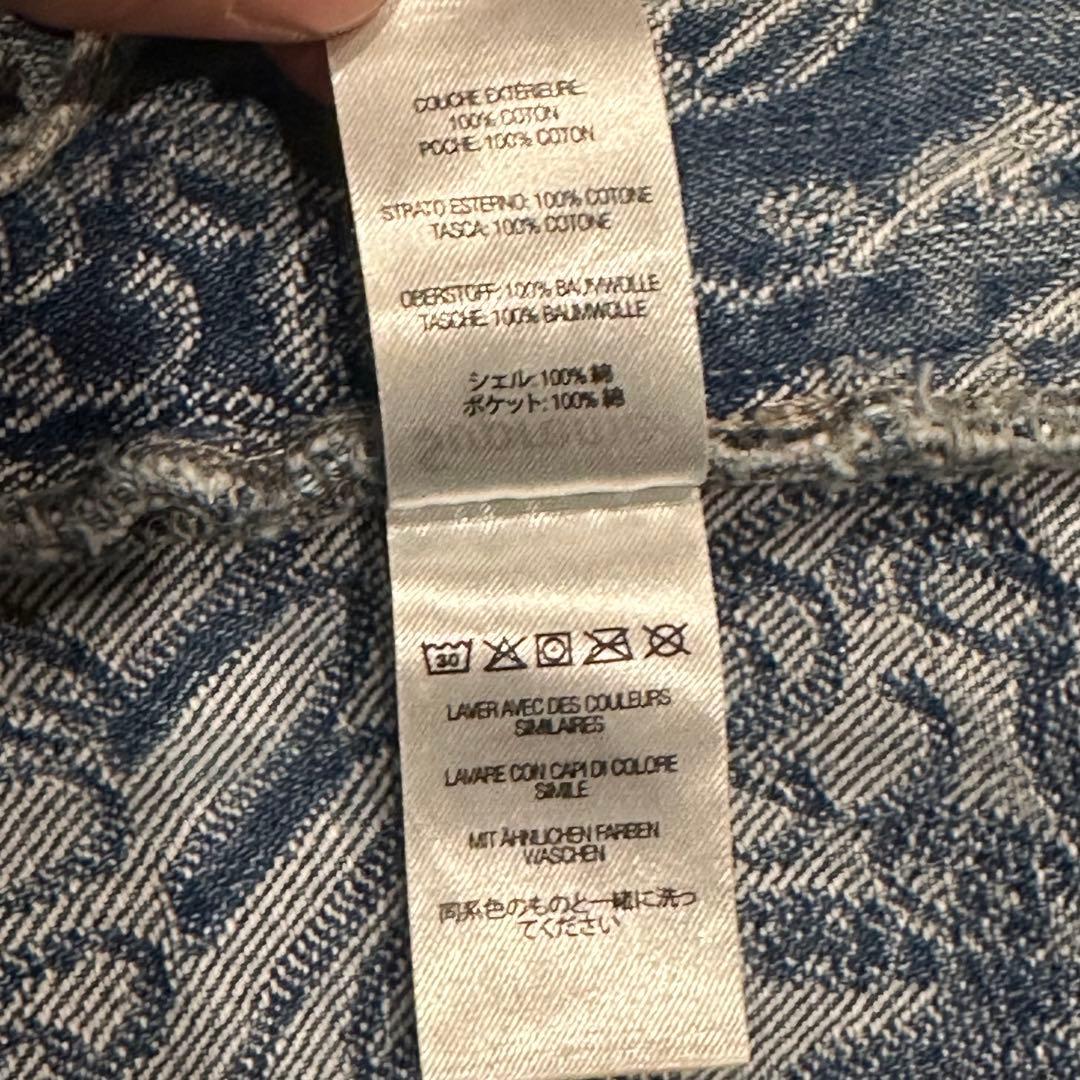 COUCHE EXTÉRIEURE:
100% COTON
POCHE: 100% COTON
STRATO ESTERNO: 100% COTONE
TASCA: 100% COTONE
OBERSTOFF: 100% BAUMWOLLE
TASCHE: 100% BAUMWOLLE
シェル: 100% 綿
ポケット: 100% 綿
30
LAVER AVEC DES COULEURS
SIMILAIRES
LAVARE CON CAPI DI COLORE
SIMILE
MIT ÄHNLICHEN FARBEN
WASCHEN
同系色のものと一緒に洗っ
てください